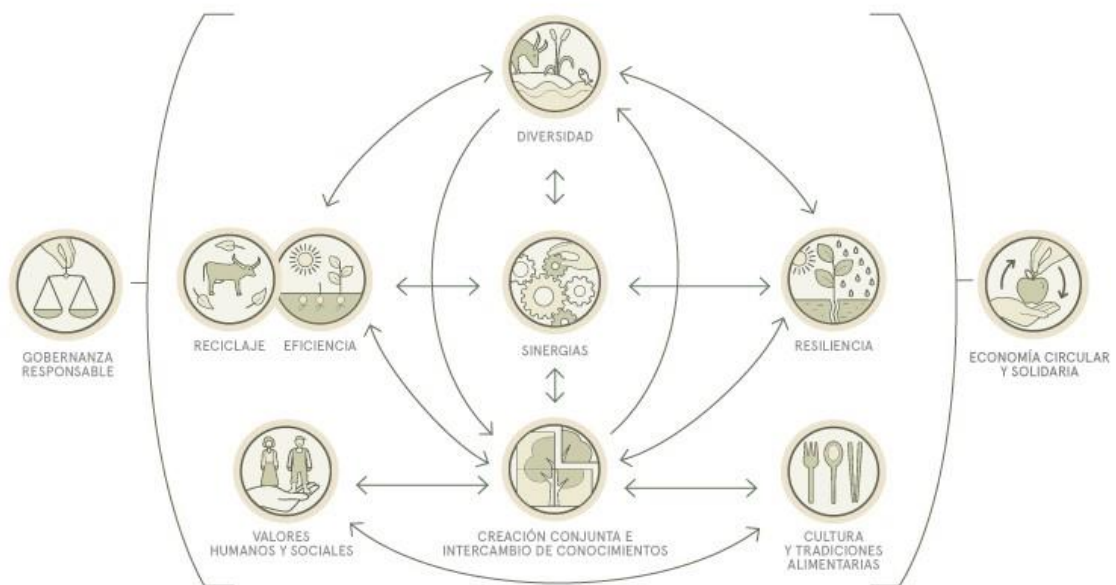 DIVERSIDAD
GOBERNANZA
RESPONSABLE
RECICLAJE
EFICIENCIA
SINERGIAS
RESILIENCIA
ECONOMÍA CIRCULAR
Y SOLIDARIA
VALORES
HUMANOS Y SOCIALES
CREACIÓN CONJUNTA E
INTERCAMBIO DE CONOCIMIENTOS
CULTURA
Y TRADICIONES
ALIMENTARIAS